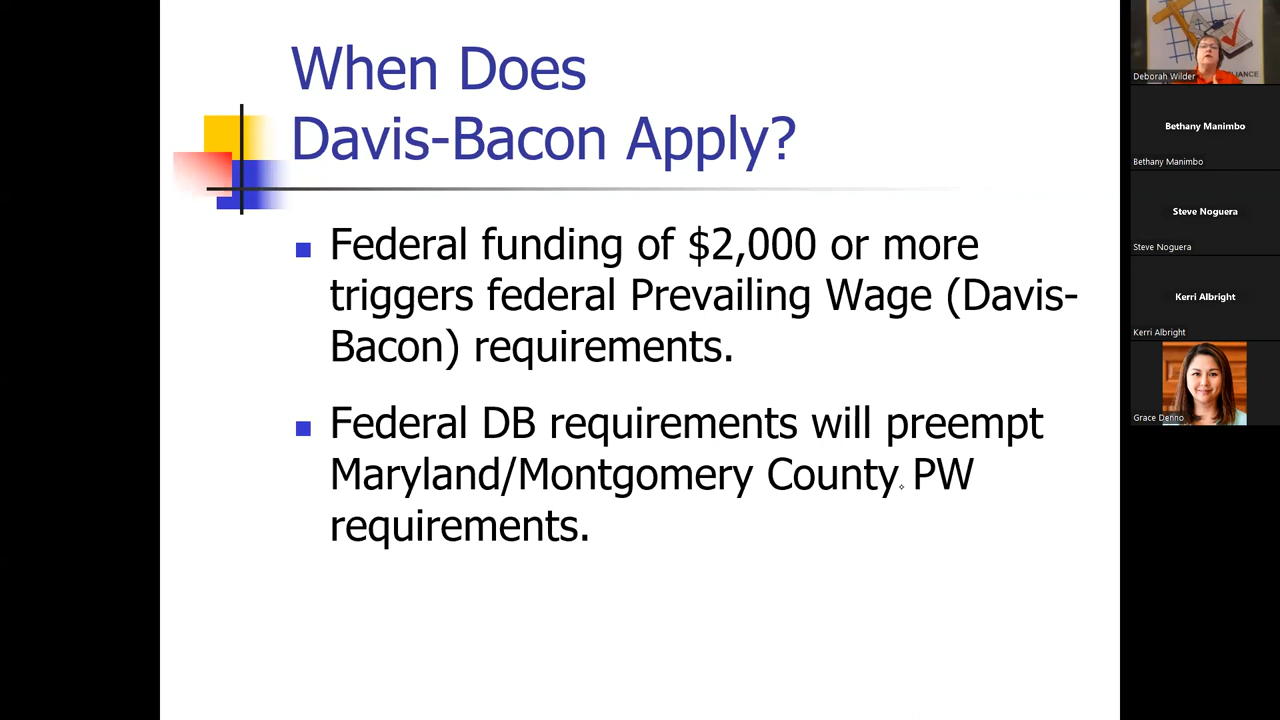 When Does
Davis-Bacon Apply?
Federal funding of $2,000 or more
triggers federal Prevailing Wage (Davis-
Bacon) requirements.
Federal DB requirements will preempt
Maryland/Montgomery County PW
requirements.
LIANCE
Deborah Wilder
Bethany Manimbo
Bethany Manimbo
Steve Noguera
Steve Noguera
Kerri Albright
Kerri Albright
Grace Denno